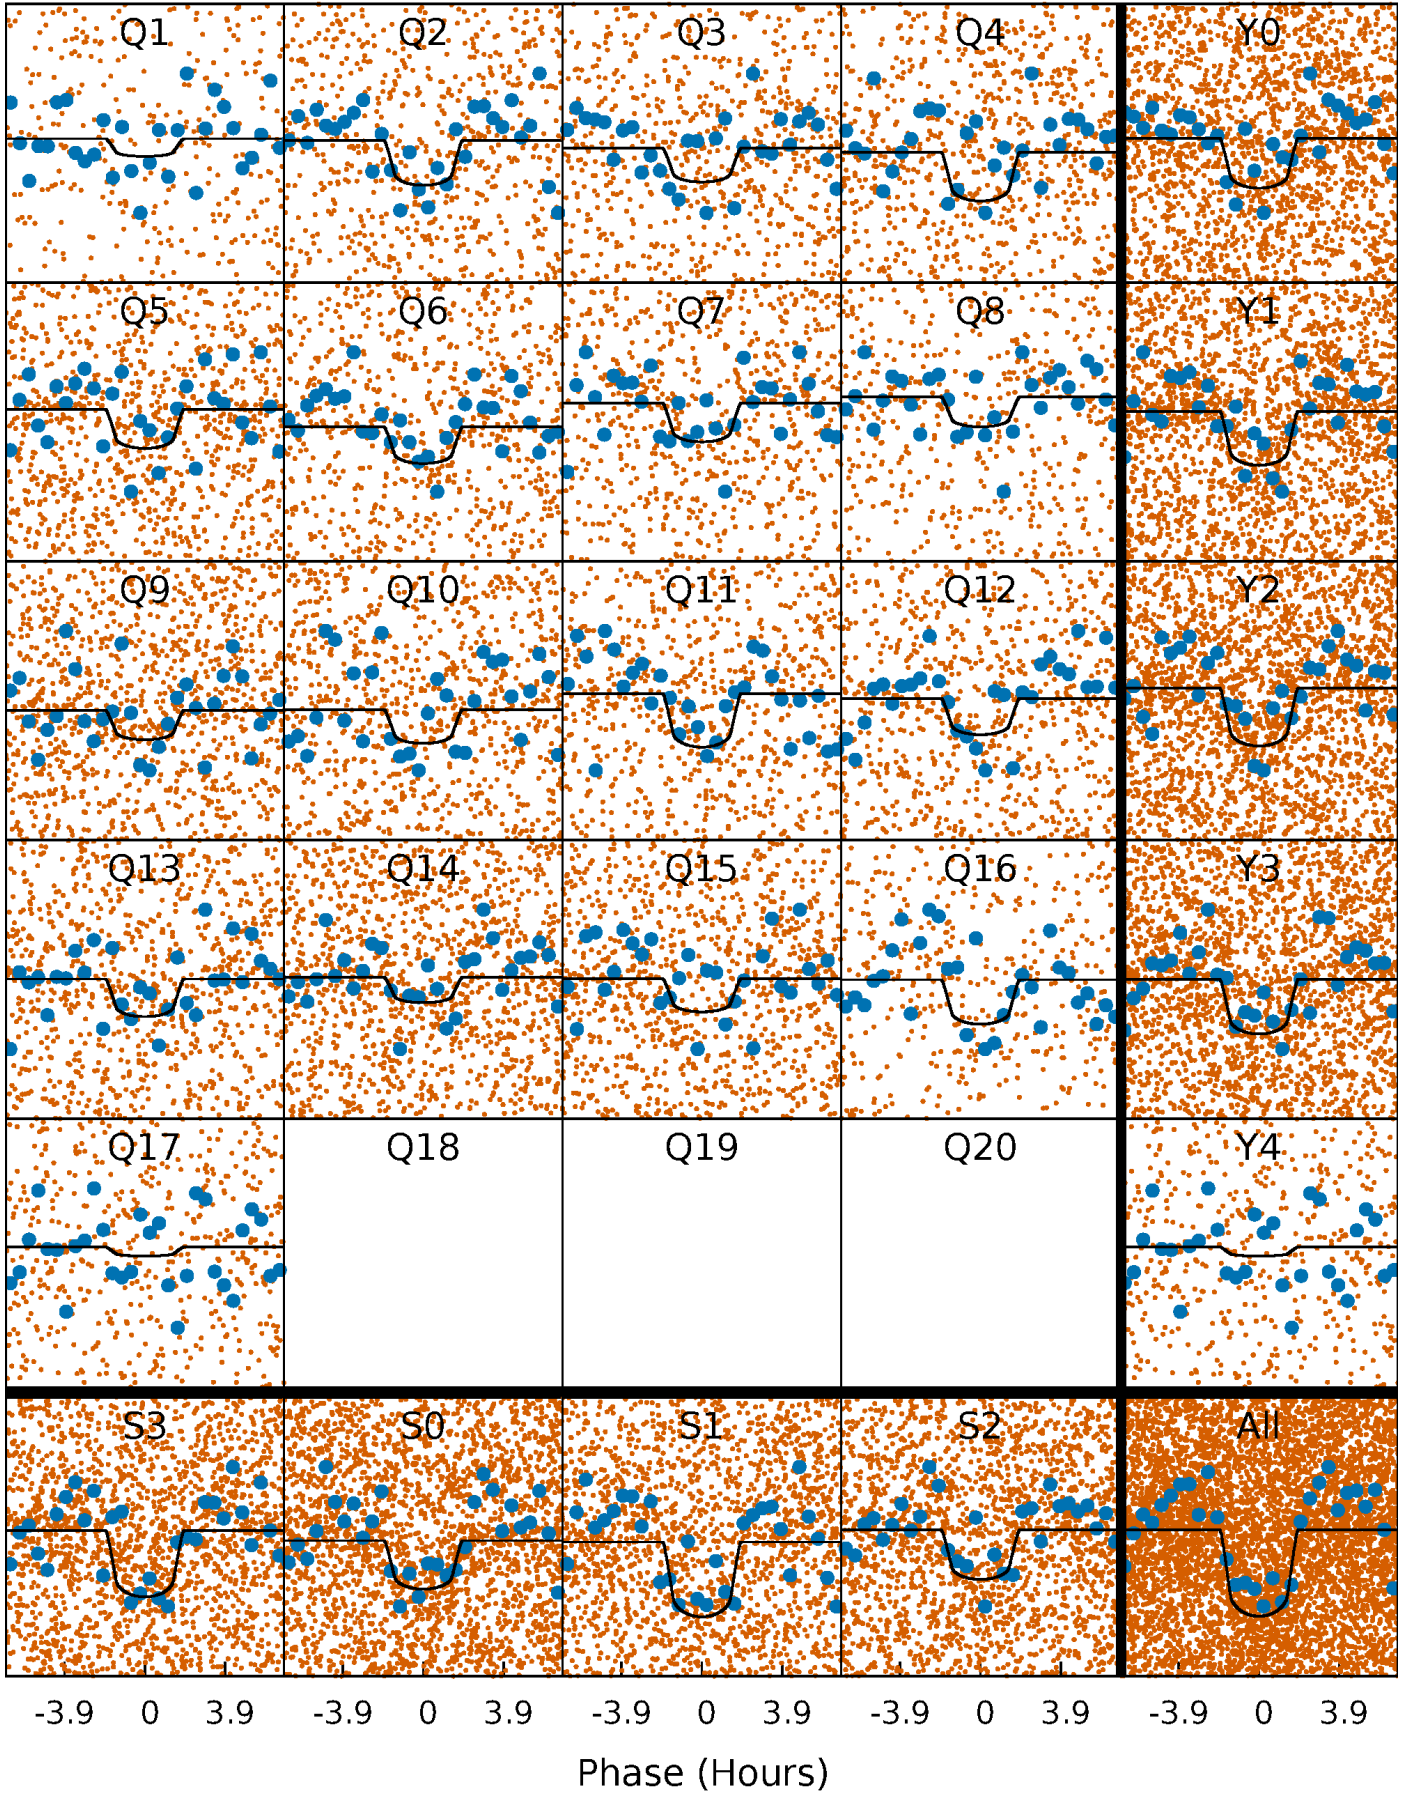 Q1 Q2 Q3 Q4 Y0
Q5 Q6 Q7 Q8 Y1
Q9 Q10 Q11 Q12 Y2
Q13 Q14 Q15 Q16 Y3
Q17 Q18 Q19 Q20 Y4
S3 S0 S1 S2 All
-3.9 0 3.9 -3.9 0 3.9 -3.9 0 3.9 -3.9 0 3.9 -3.9 0 3.9
Phase (Hours)